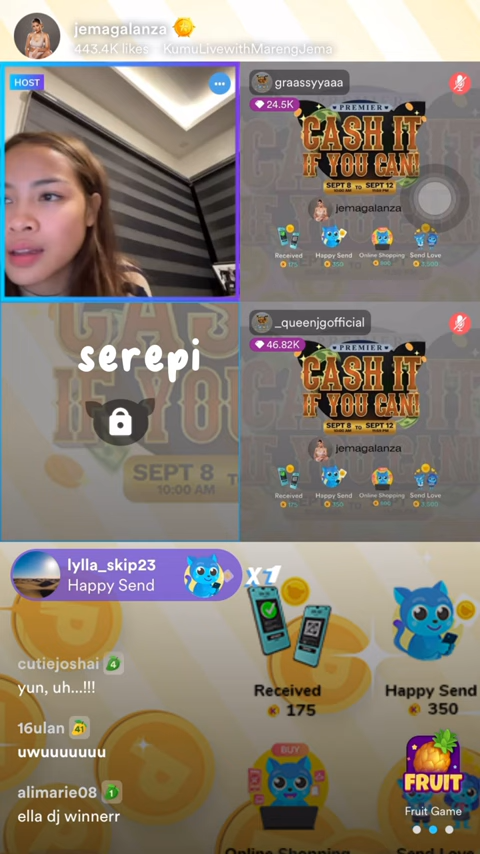 jemagalanza
443.4K likes
KumuLivewithMarengJema
HOST
graassyyaaa
24.5K
PREMIER
CASH IT
IF YOU CAN!
SEPT 8 TO SEPT 12
jemagalanza
Received
Happy Send
Online Shopping
Send Love
175
350
serepi
SEPT 8 T
10:00 AM
_queenjgofficial
46.82K
PREMIER
CASH IT
IF YOU CAN!
SEPT 8 TO SEPT 12
jemagalanza
Received
Happy Send
Online Shopping
Send Love
lylla_skip23
Happy Send
x1
cutiejoshai 4
yun, uh...!!!
16ulan 41
uwuuuuuuu
alimarie08 1
ella dj winnerr
Received
175
Happy Send
350
BUY
Online Shopping
Send Love
FRUIT
Fruit Game